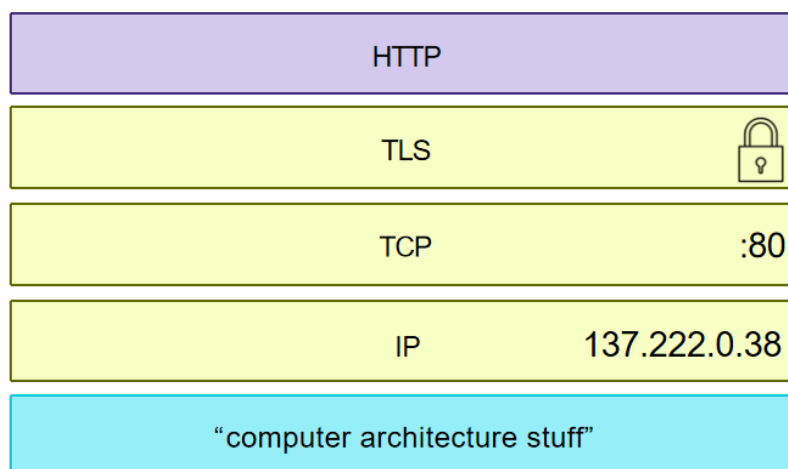 HTTP
TLS
TCP :80
IP 137.222.0.38
“computer architecture stuff”